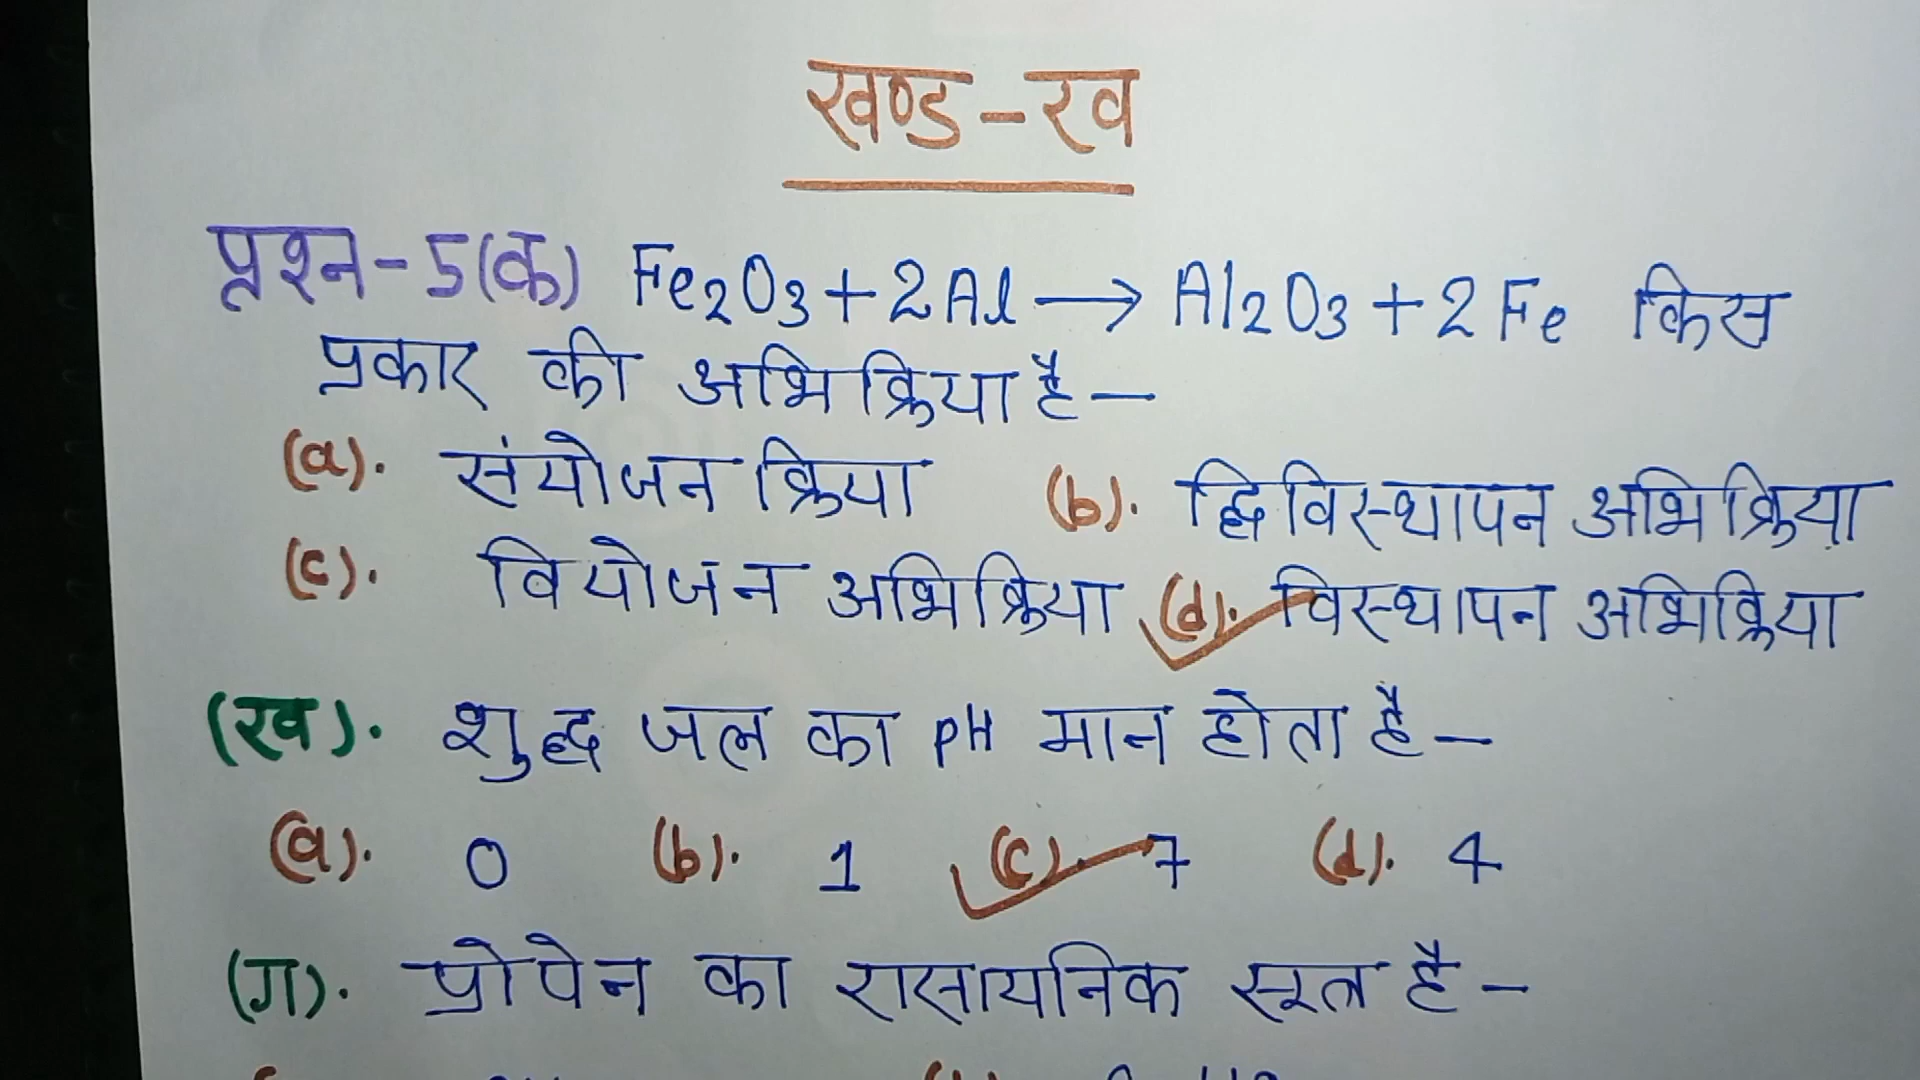 खण्ड-ख
प्रश्न-5(क) Fe2O3+2Al → Al2O3+2Fe किस
प्रकार की अभिक्रिया है-
(a). संयोजन क्रिया (b). द्विविस्थापन अभिक्रिया
(c). वियोजन अभिक्रिया (d). विस्थापन अभिक्रिया
(ख). शुद्ध जल का pH मान होता है-
(a). 0 (b). 1 (c). 7 (d). 4
(ग). प्रोपेन का रासायनिक सूत्र है-